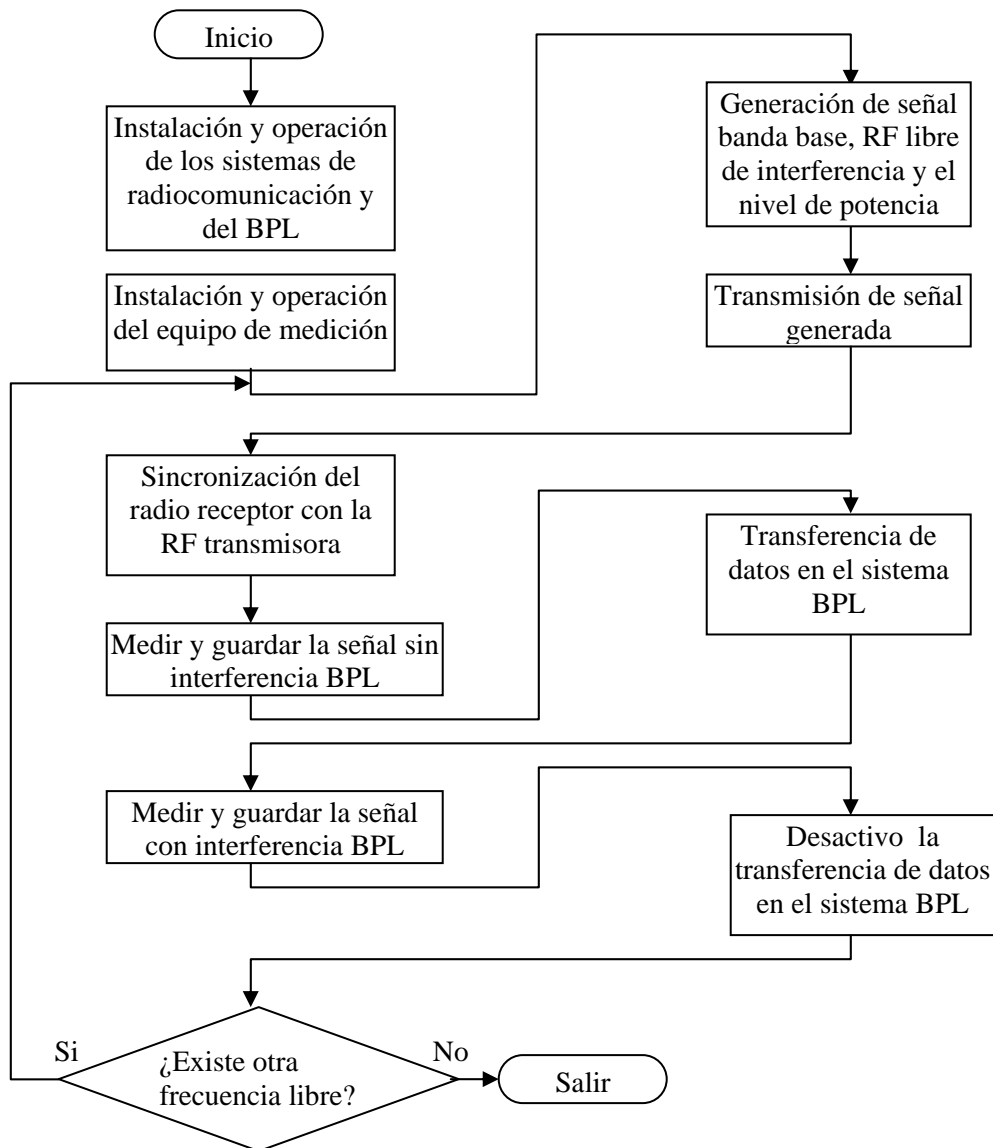 Inicio
Instalación y operación
de los sistemas de
radiocomunicación y
del BPL
Instalación y operación
del equipo de medición
Generación de señal
banda base, RF libre
de interferencia y el
nivel de potencia
Transmisión de señal
generada
Sincronización del
radio receptor con la
RF transmisora
Medir y guardar la señal sin
interferencia BPL
Transferencia de
datos en el sistema
BPL
Medir y guardar la señal
con interferencia BPL
Desactivo la
transferencia de datos
en el sistema BPL
¿Existe otra
frecuencia libre?
Si
No
Salir